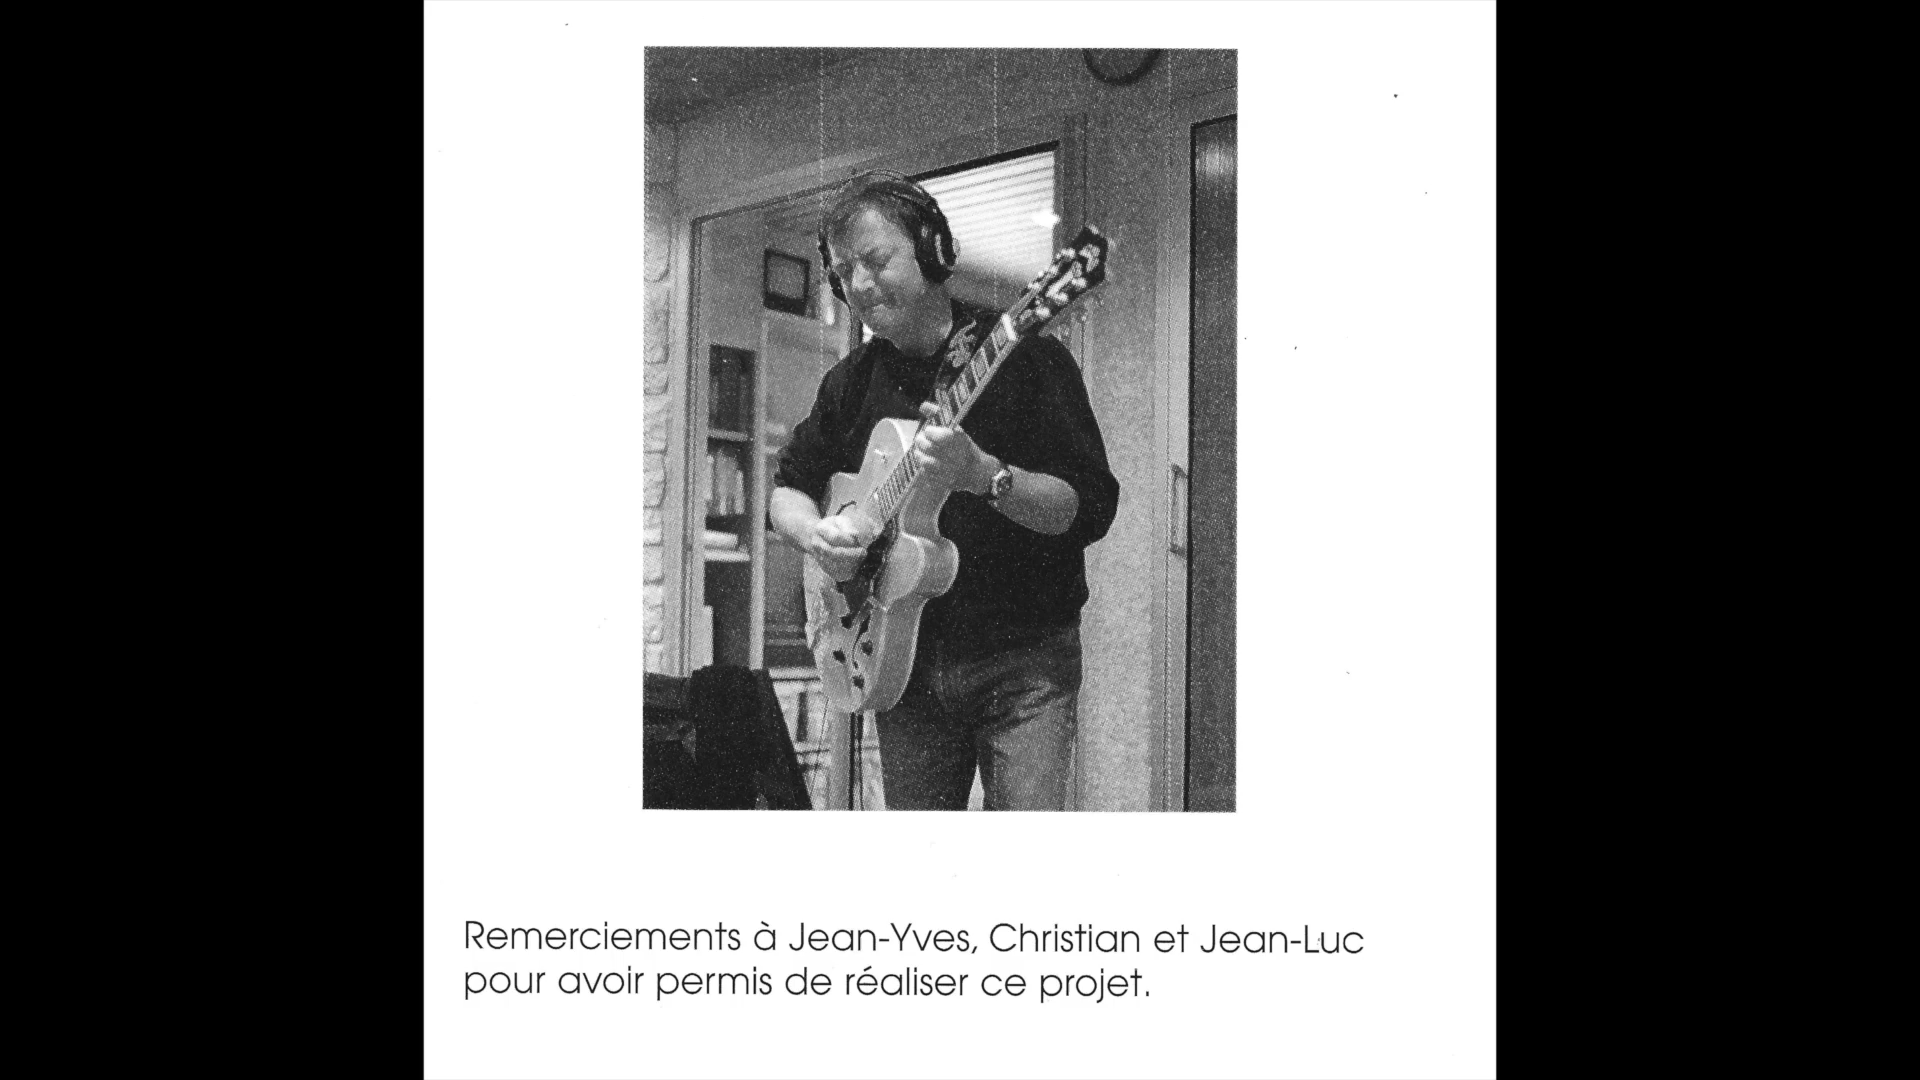 Remerciements à Jean-Yves, Christian et Jean-Luc
pour avoir permis de réaliser ce projet.